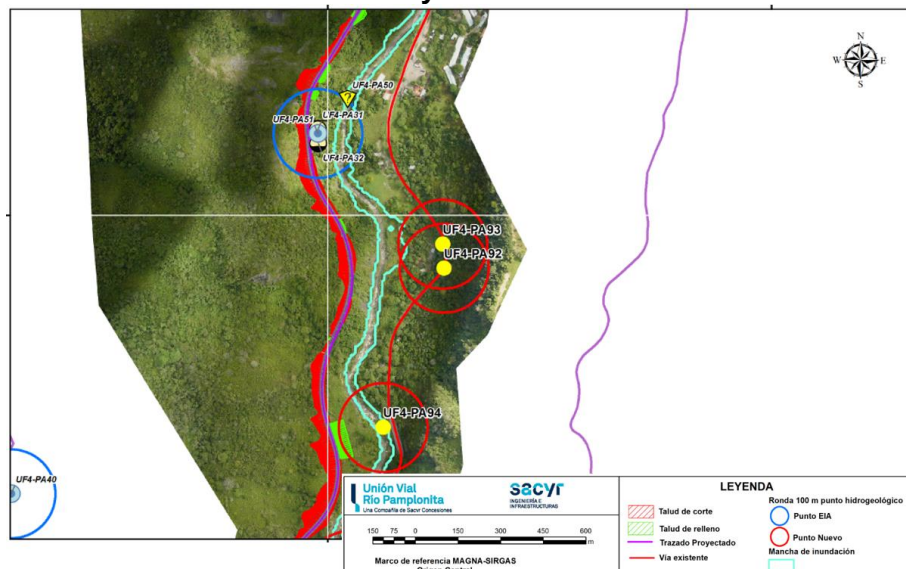 N
W E
S
UF4-PA50
UF4-PA51
UF4-PA31
UF4-PA32
UF4-PA93
UF4-PA92
UF4-PA94
UF4-PA40
Unión Vial
Río Pamplonita
Una Compañía de Sacyr Concesiones
sacyr
INGENIERÍA E
INFRAESTRUCTURAS
150 75 0 150 300 450 600
m
Marco de referencia MAGNA-SIRGAS
LEYENDA
Talud de corte
Talud de relleno
Trazado Proyectado
Via existente
Ronda 100 m punto hidrogeológico
Punto EIA
Punto Nuevo
Mancha de inundación